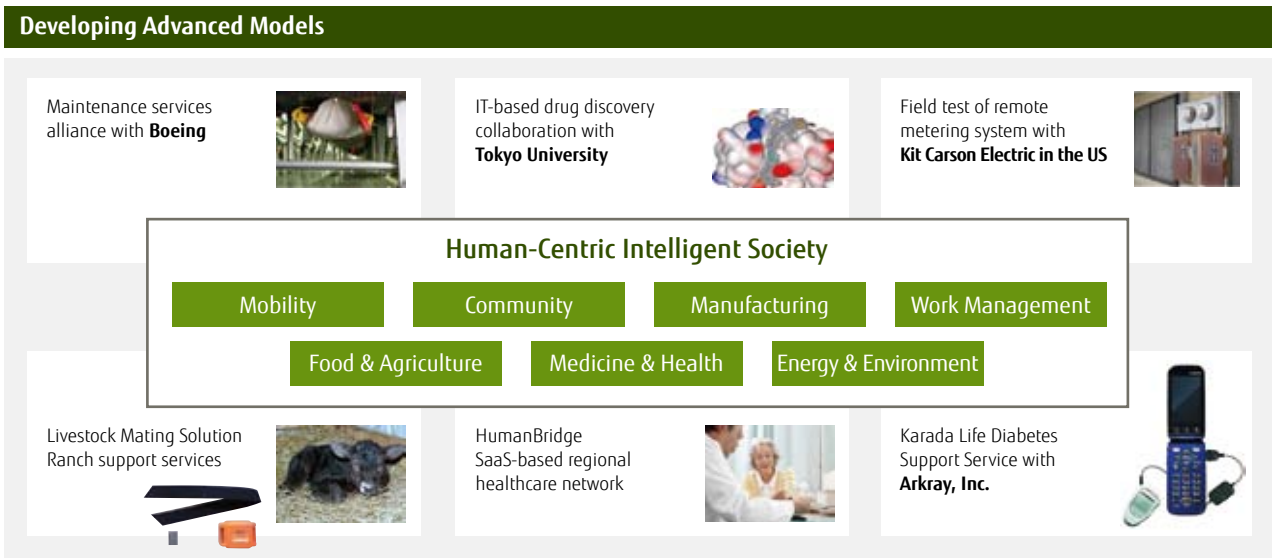 Developing Advanced Models
Maintenance services
alliance with Boeing
IT-based drug discovery
collaboration with
Tokyo University
Field test of remote
metering system with
Kit Carson Electric in the US
Human-Centric Intelligent Society
Mobility
Community
Manufacturing
Work Management
Food & Agriculture
Medicine & Health
Energy & Environment
Livestock Mating Solution
Ranch support services
HumanBridge
SaaS-based regional
healthcare network
Karada Life Diabetes
Support Service with
Arkray, Inc.